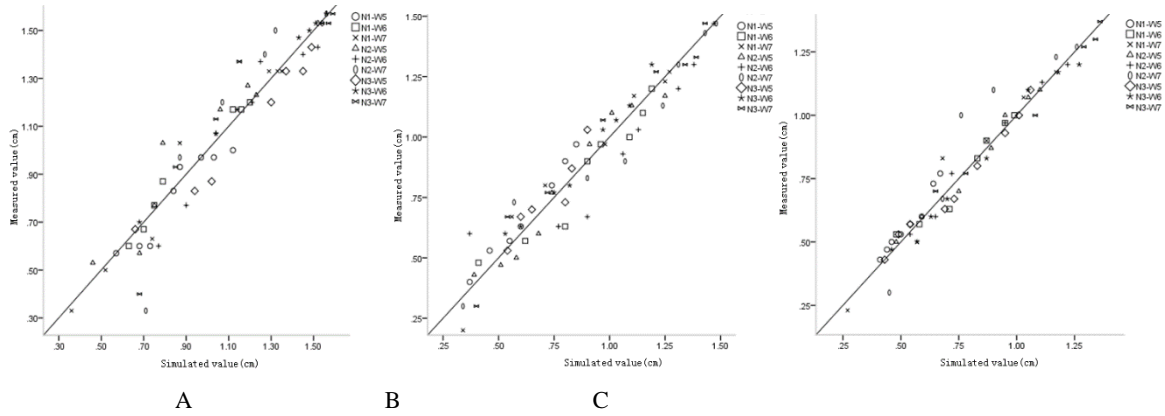 1.50
1.30
1.10
.90
.70
.50
.30
Measured value(cm)
.30 .50 .70 .90 1.10 1.30 1.50
Simulated value(cm)
N1-W5
N1-W6
N1-W7
N2-W5
N2-W6
N2-W7
N3-W5
N3-W6
N3-W7
1.50
1.25
1.00
.75
.50
.25
Measured value(cm)
.25 .50 .75 1.00 1.25 1.50
Simulated value(cm)
N1-W5
N1-W6
N1-W7
N2-W5
N2-W6
N2-W7
N3-W5
N3-W6
N3-W7
1.25
1.00
.75
.50
.25
Measured value(cm)
.25 .50 .75 1.00 1.25
Simulated value(cm)
N1-W5
N1-W6
N1-W7
N2-W5
N2-W6
N2-W7
N3-W5
N3-W6
N3-W7
A B C